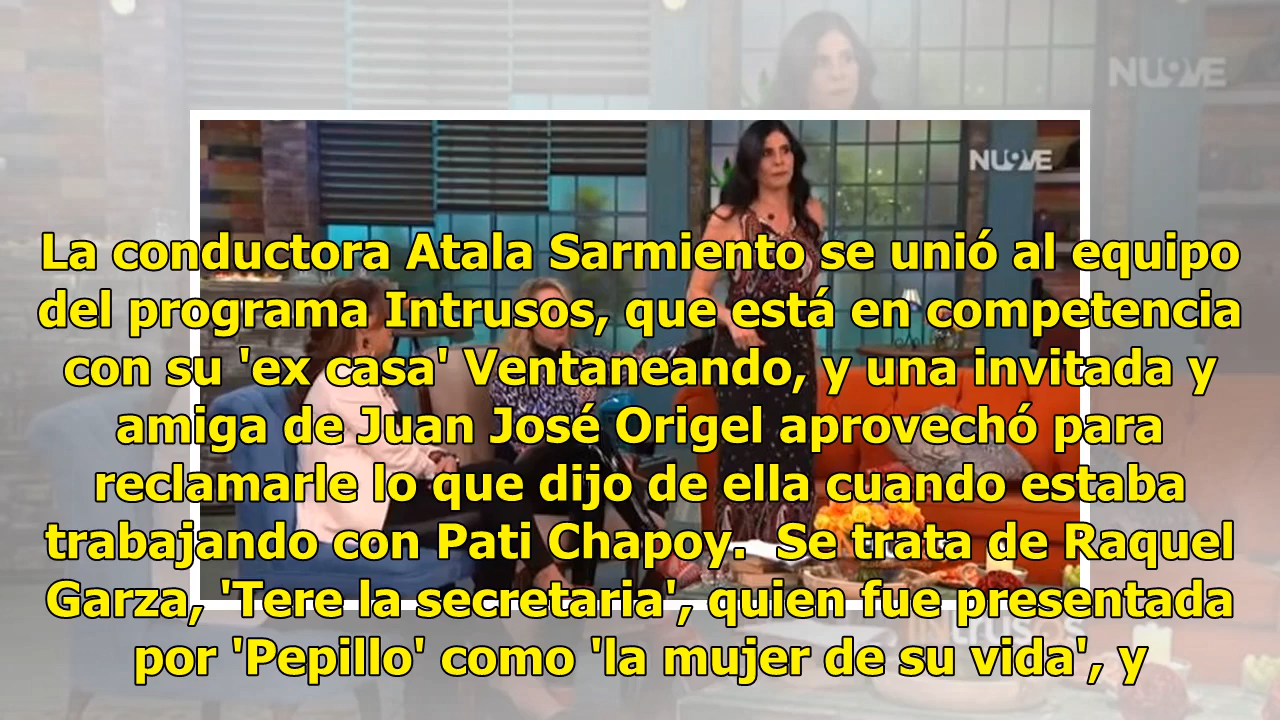 NU9VE
NU9VE
La conductora Atala Sarmiento se unió al equipo
del programa Intrusos, que está en competencia
con su 'ex casa' Ventaneando, y una invitada y
amiga de Juan José Origel aprovechó para
reclamarle lo que dijo de ella cuando estaba
trabajando con Pati Chapoy.  Se trata de Raquel
Garza, 'Tere la secretaria', quien fue presentada
por 'Pepillo' como 'la mujer de su vida', y
INtrusos